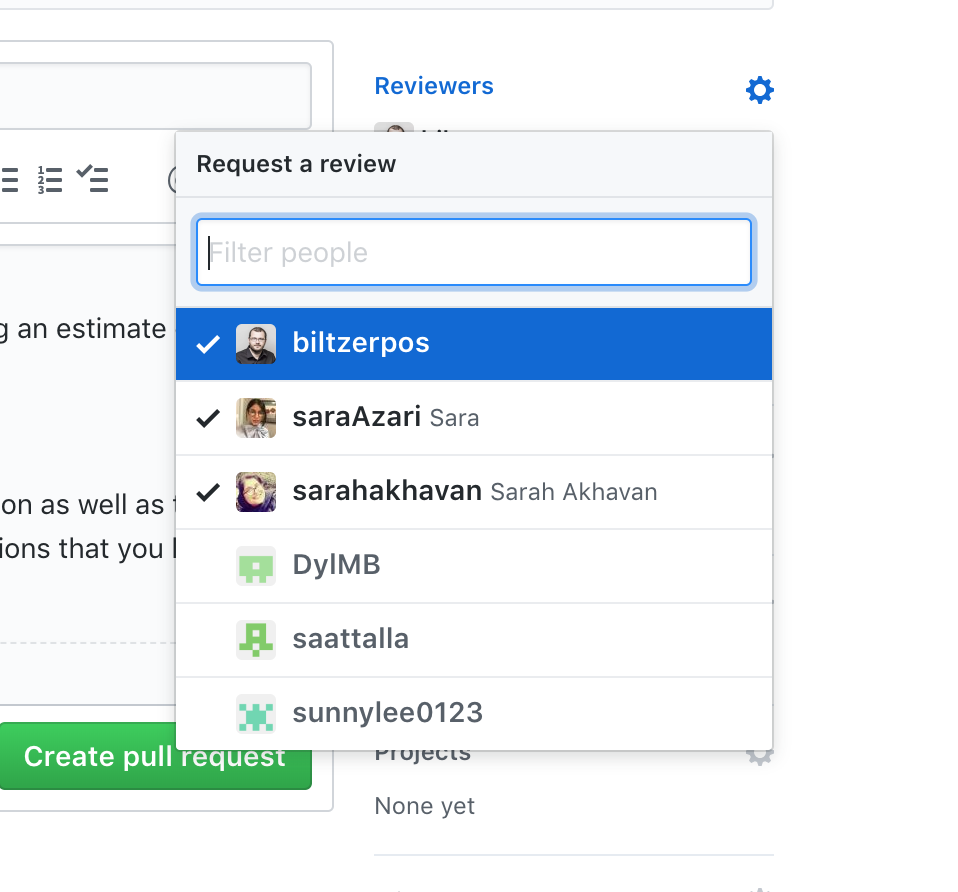 Reviewers
Request a review
Filter people
g an estimate
biltzerpos
saraAzari Sara
sarahakhavan Sarah Akhavan
on as well as
ions that you
DylMB
saattalla
sunnylee0123
Create pull request
Projects
None yet